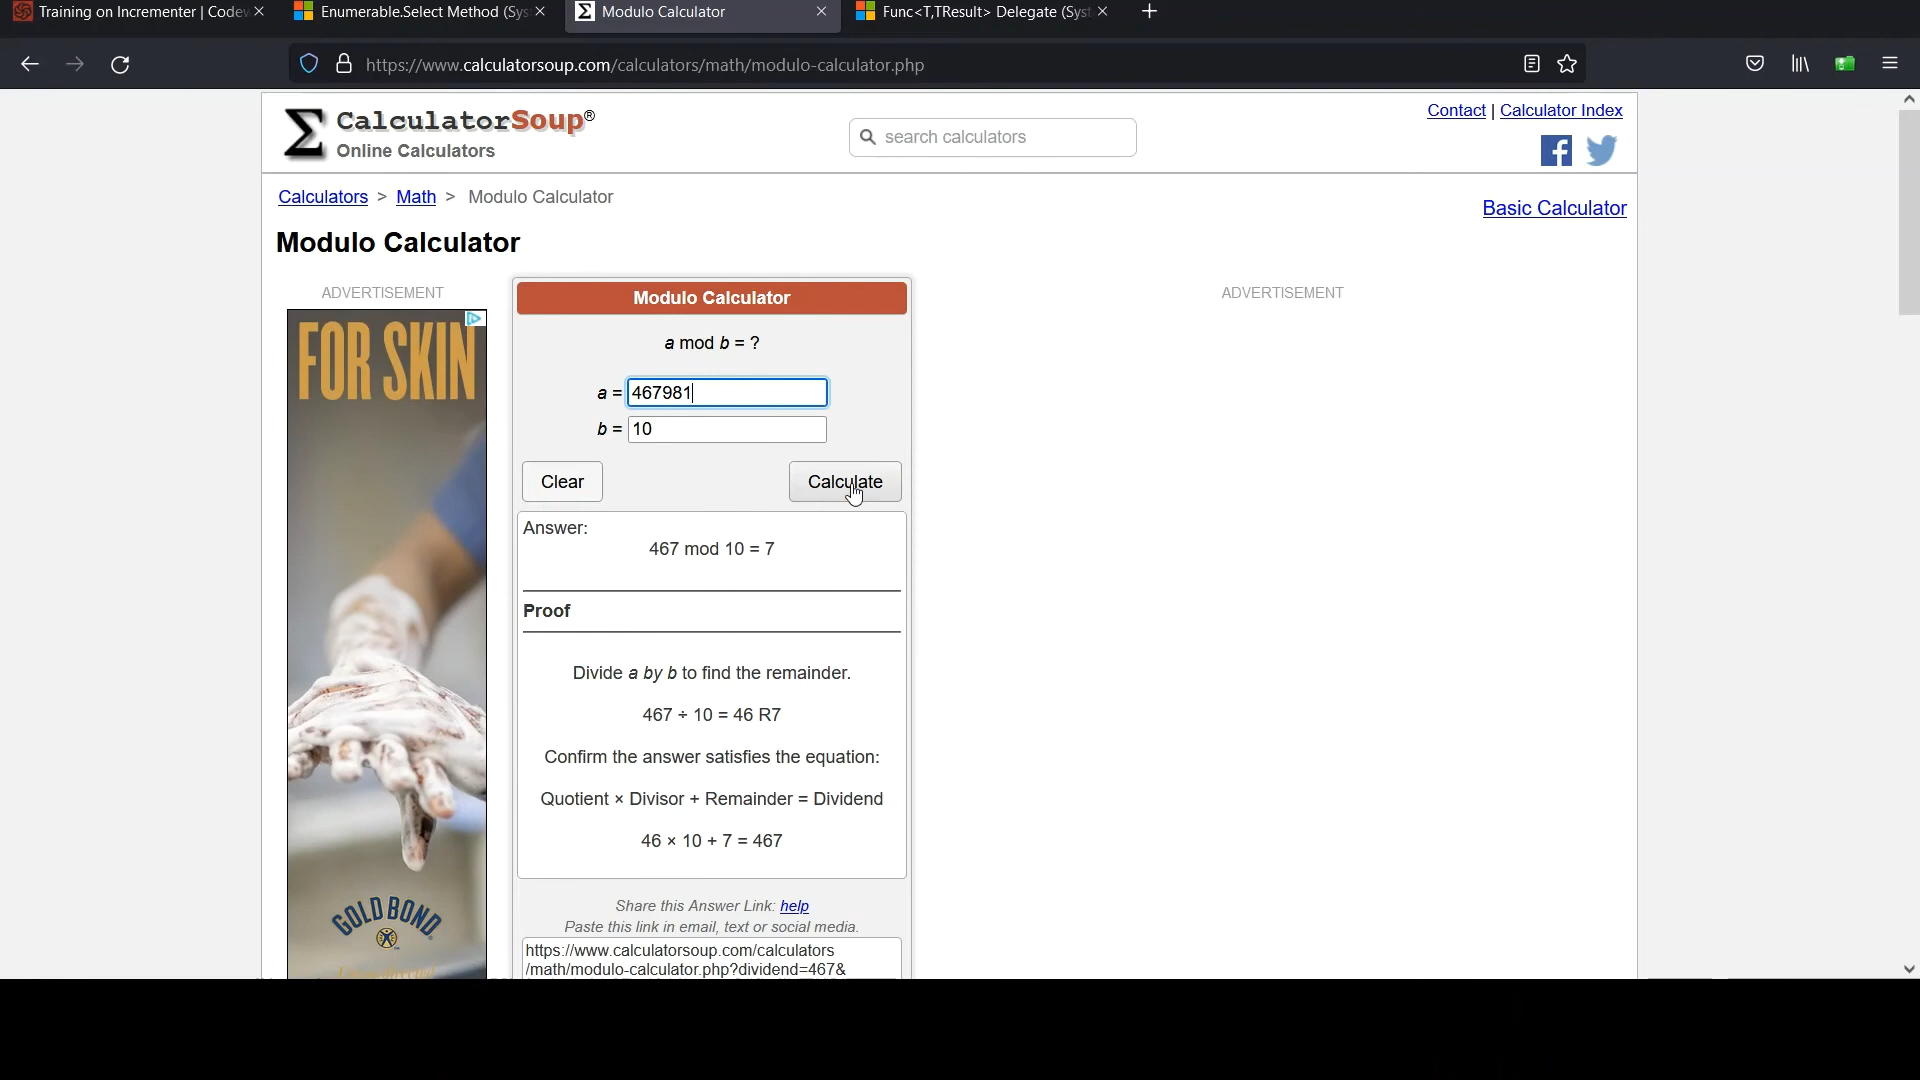 Training on Incrementer | Codew
Enumerable.Select Method (Sys
Modulo Calculator
Func<T,TResult> Delegate (Syst
https://www.calculatorsoup.com/calculators/math/modulo-calculator.php
CalculatorSoup®
Online Calculators
search calculators
Contact | Calculator Index
Calculators > Math > Modulo Calculator
Basic Calculator
Modulo Calculator
ADVERTISEMENT
FOR SKIN
GOLD BOND
Modulo Calculator
a mod b = ?
a = 467981
b = 10
Clear
Calculate
Answer:
467 mod 10 = 7
Proof
Divide a by b to find the remainder.
467 ÷ 10 = 46 R7
Confirm the answer satisfies the equation:
Quotient × Divisor + Remainder = Dividend
46 × 10 + 7 = 467
Share this Answer Link: help
Paste this link in email, text or social media.
https://www.calculatorsoup.com/calculators
/math/modulo-calculator.php?dividend=467&
ADVERTISEMENT